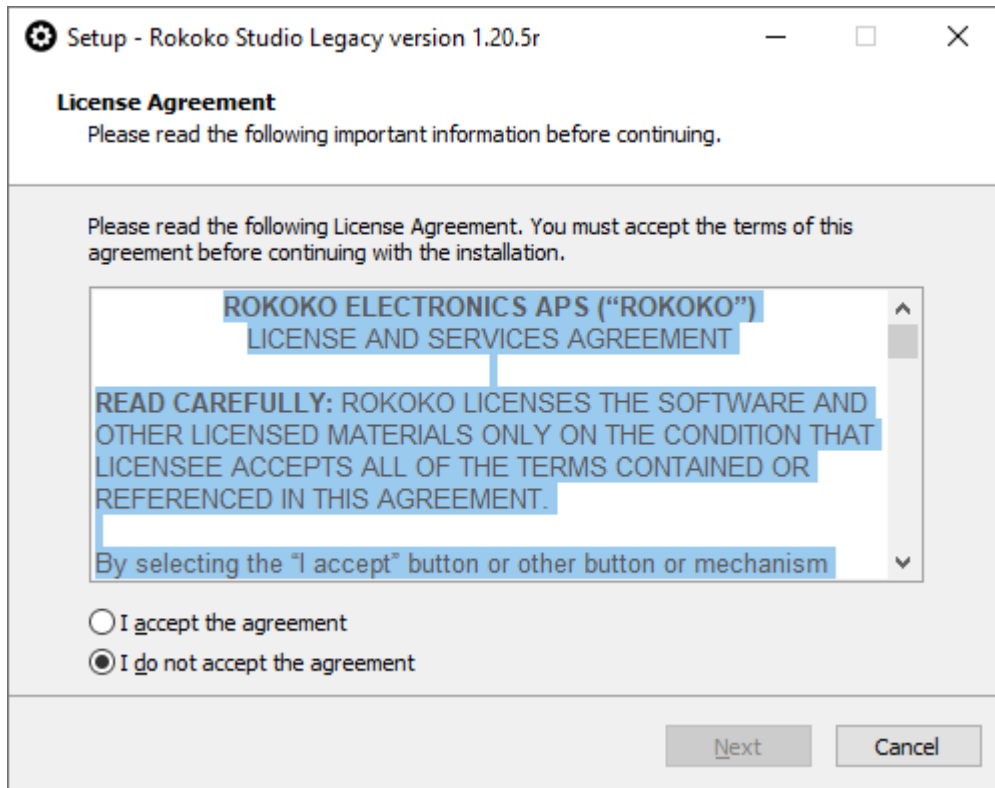 Setup - Rokoko Studio Legacy version 1.20.5r
License Agreement
Please read the following important information before continuing.
Please read the following License Agreement. You must accept the terms of this
agreement before continuing with the installation.
ROKOKO ELECTRONICS APS (“ROKOKO”)
LICENSE AND SERVICES AGREEMENT
READ CAREFULLY: ROKOKO LICENSES THE SOFTWARE AND
OTHER LICENSED MATERIALS ONLY ON THE CONDITION THAT
LICENSEE ACCEPTS ALL OF THE TERMS CONTAINED OR
REFERENCED IN THIS AGREEMENT.
By selecting the “I accept” button or other button or mechanism
I accept the agreement
I do not accept the agreement
Next
Cancel